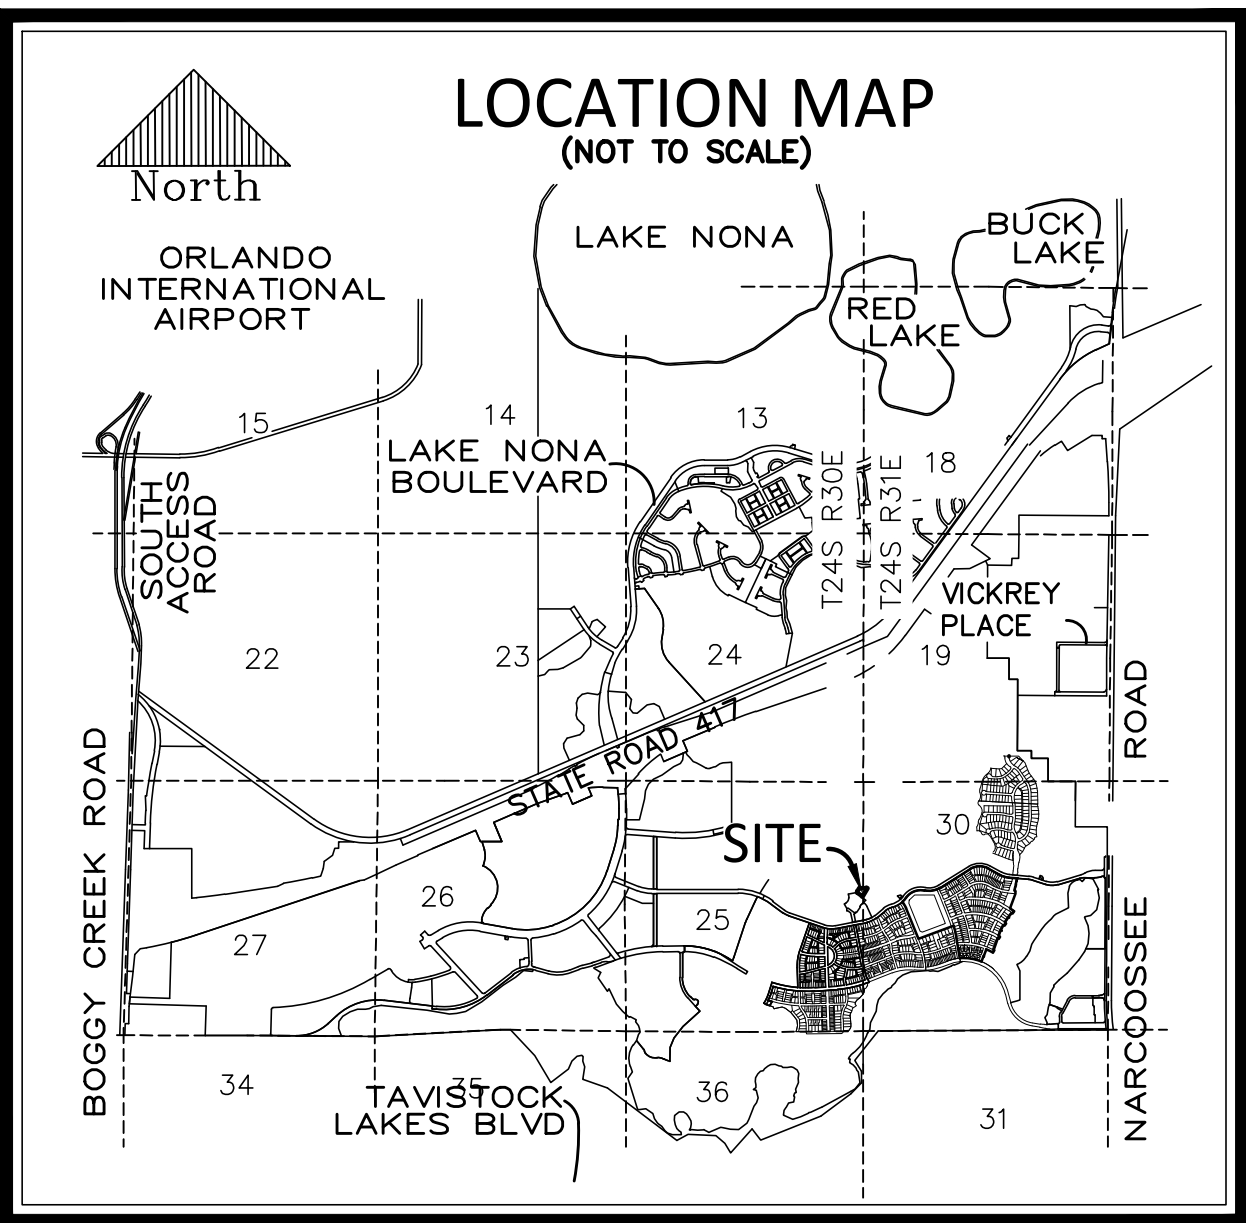 LOCATION MAP
(NOT TO SCALE)
North
ORLANDO
INTERNATIONAL
AIRPORT
LAKE NONA
BUCK
LAKE
RED
LAKE
15
14
13
18
LAKE NONA
BOULEVARD
T24S R30E
T24S R31E
SOUTH
ACCESS
ROAD
VICKREY
PLACE
22
23
24
19
STATE ROAD 417
BOGGY CREEK ROAD
NARCOOSSEE ROAD
SITE
30
26
25
27
34
35
36
31
TAVISTOCK
LAKES BLVD